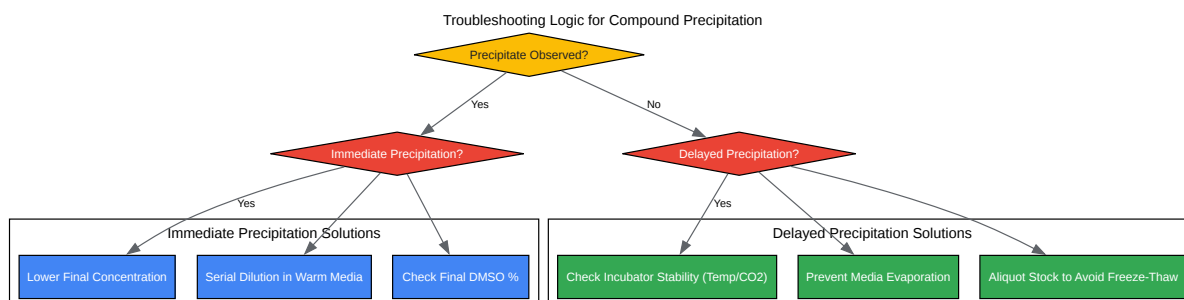 Troubleshooting Logic for Compound Precipitation
Precipitate Observed?
Yes
No
Immediate Precipitation?
Delayed Precipitation?
Yes
Yes
Immediate Precipitation Solutions
Delayed Precipitation Solutions
Lower Final Concentration
Serial Dilution in Warm Media
Check Final DMSO %
Check Incubator Stability (Temp/CO2)
Prevent Media Evaporation
Aliquot Stock to Avoid Freeze-Thaw